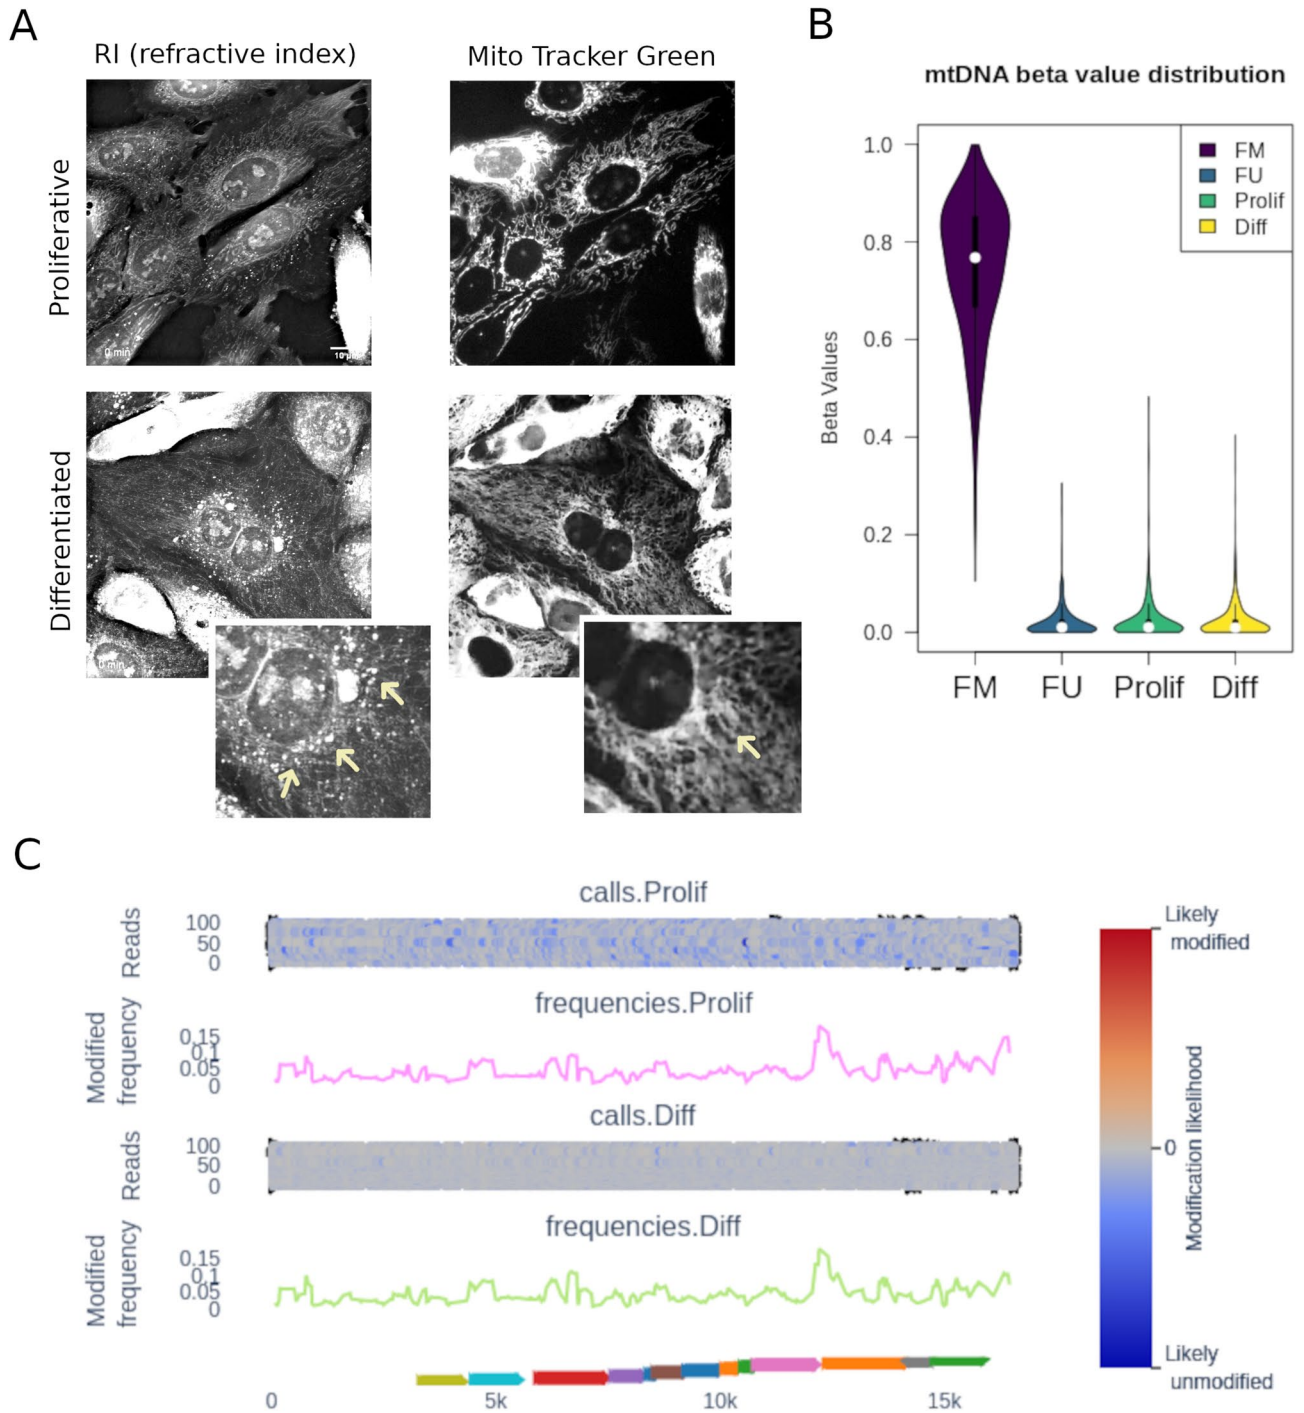 A
RI (refractive index)
Mito Tracker Green
Proliferative
0 min
Differentiated
0 min
B
mtDNA beta value distribution
FM
FU
Prolif
Diff
Beta Values
1.0
0.8
0.6
0.4
0.2
0.0
FM FU Prolif Diff
C
calls.Prolif
Reads
100
50
0
frequencies.Prolif
Modified
frequency
0.15
0.1
0.05
0
calls.Diff
Reads
100
50
0
frequencies.Diff
Modified
frequency
0.15
0.1
0.05
0
0 5k 10k 15k
Likely
modified
0
Modification likelihood
Likely
unmodified